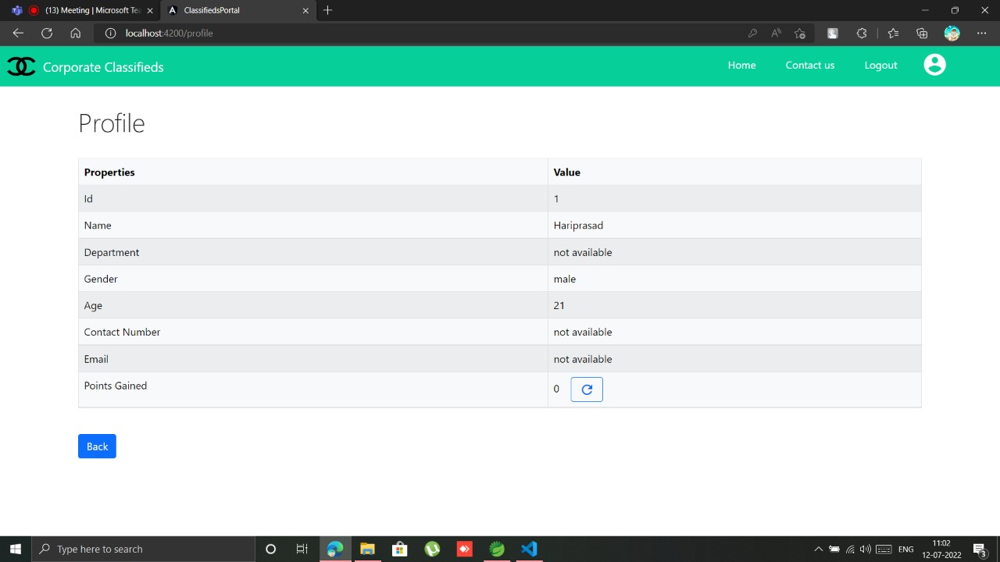 (13) Meeting | Microsoft Tea
ClassifiedsPortal
localhost:4200/profile
Corporate Classifieds
Home
Contact us
Logout
Profile
Properties Value
Id 1
Name Hariprasad
Department not available
Gender male
Age 21
Contact Number not available
Email not available
Points Gained 0
Back
Type here to search
ENG
11:02
12-07-2022
3